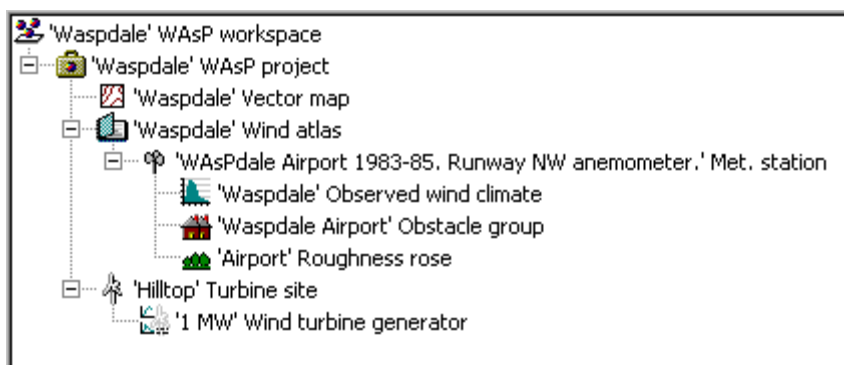 'Waspdale' WAsP workspace
'Waspdale' WAsP project
'Waspdale' Vector map
'Waspdale' Wind atlas
'WAsPdale Airport 1983-85. Runway NW anemometer.' Met. station
'Waspdale' Observed wind climate
'Waspdale Airport' Obstacle group
'Airport' Roughness rose
'Hilltop' Turbine site
'1 MW' Wind turbine generator